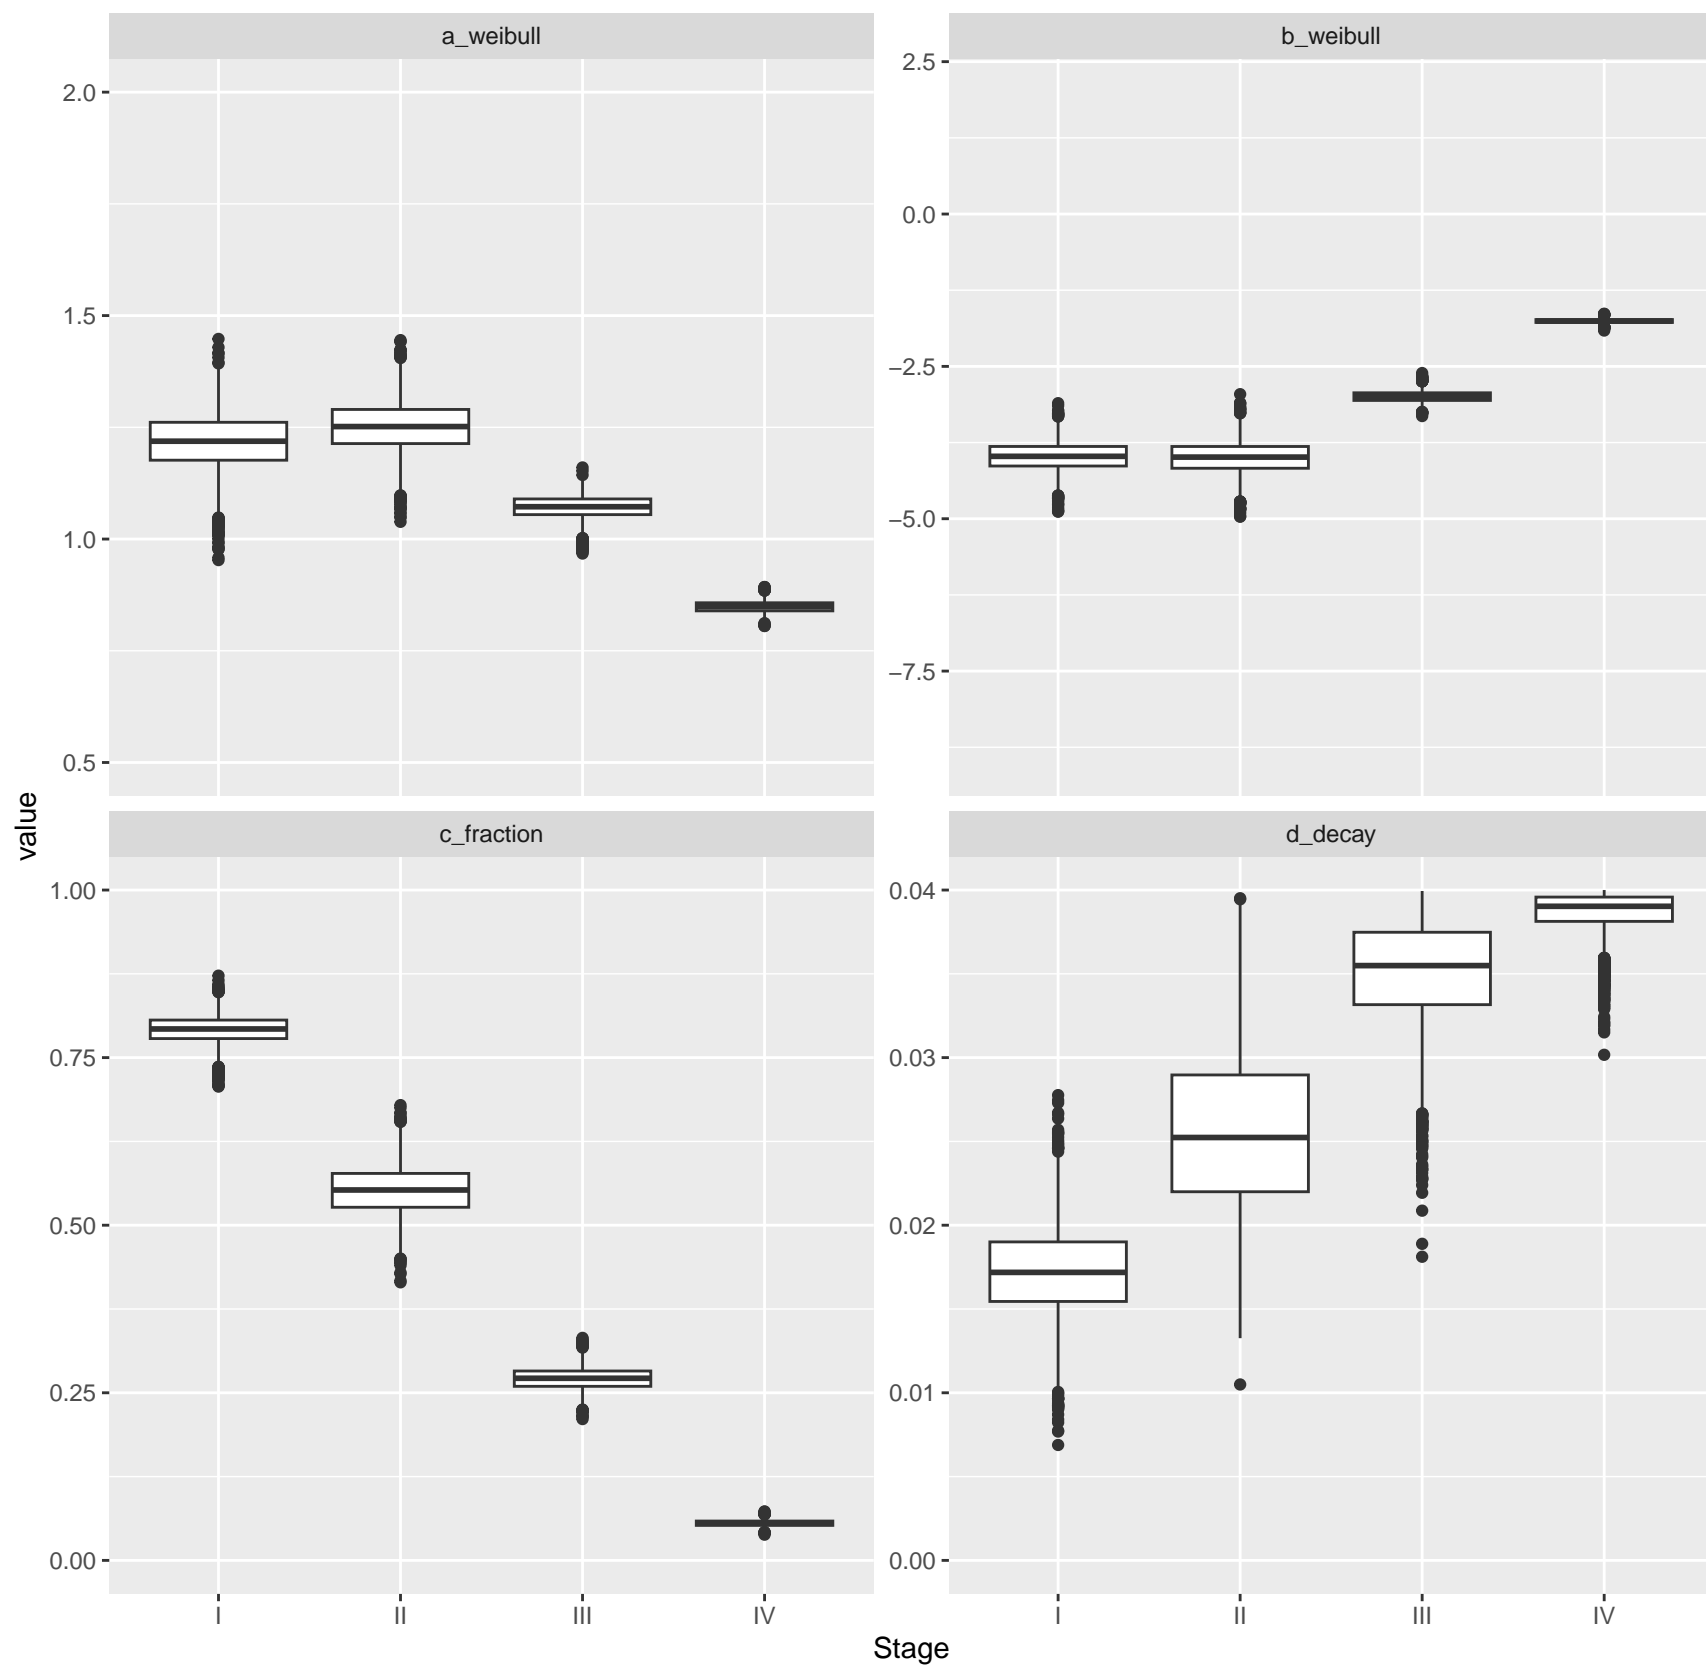 a_weibull
b_weibull
2.0
1.5
1.0
0.5
2.5
0.0
−2.5
−5.0
−7.5
value
c_fraction
d_decay
1.00
0.75
0.50
0.25
0.00
0.04
0.03
0.02
0.01
0.00
I II III IV
I II III IV
Stage